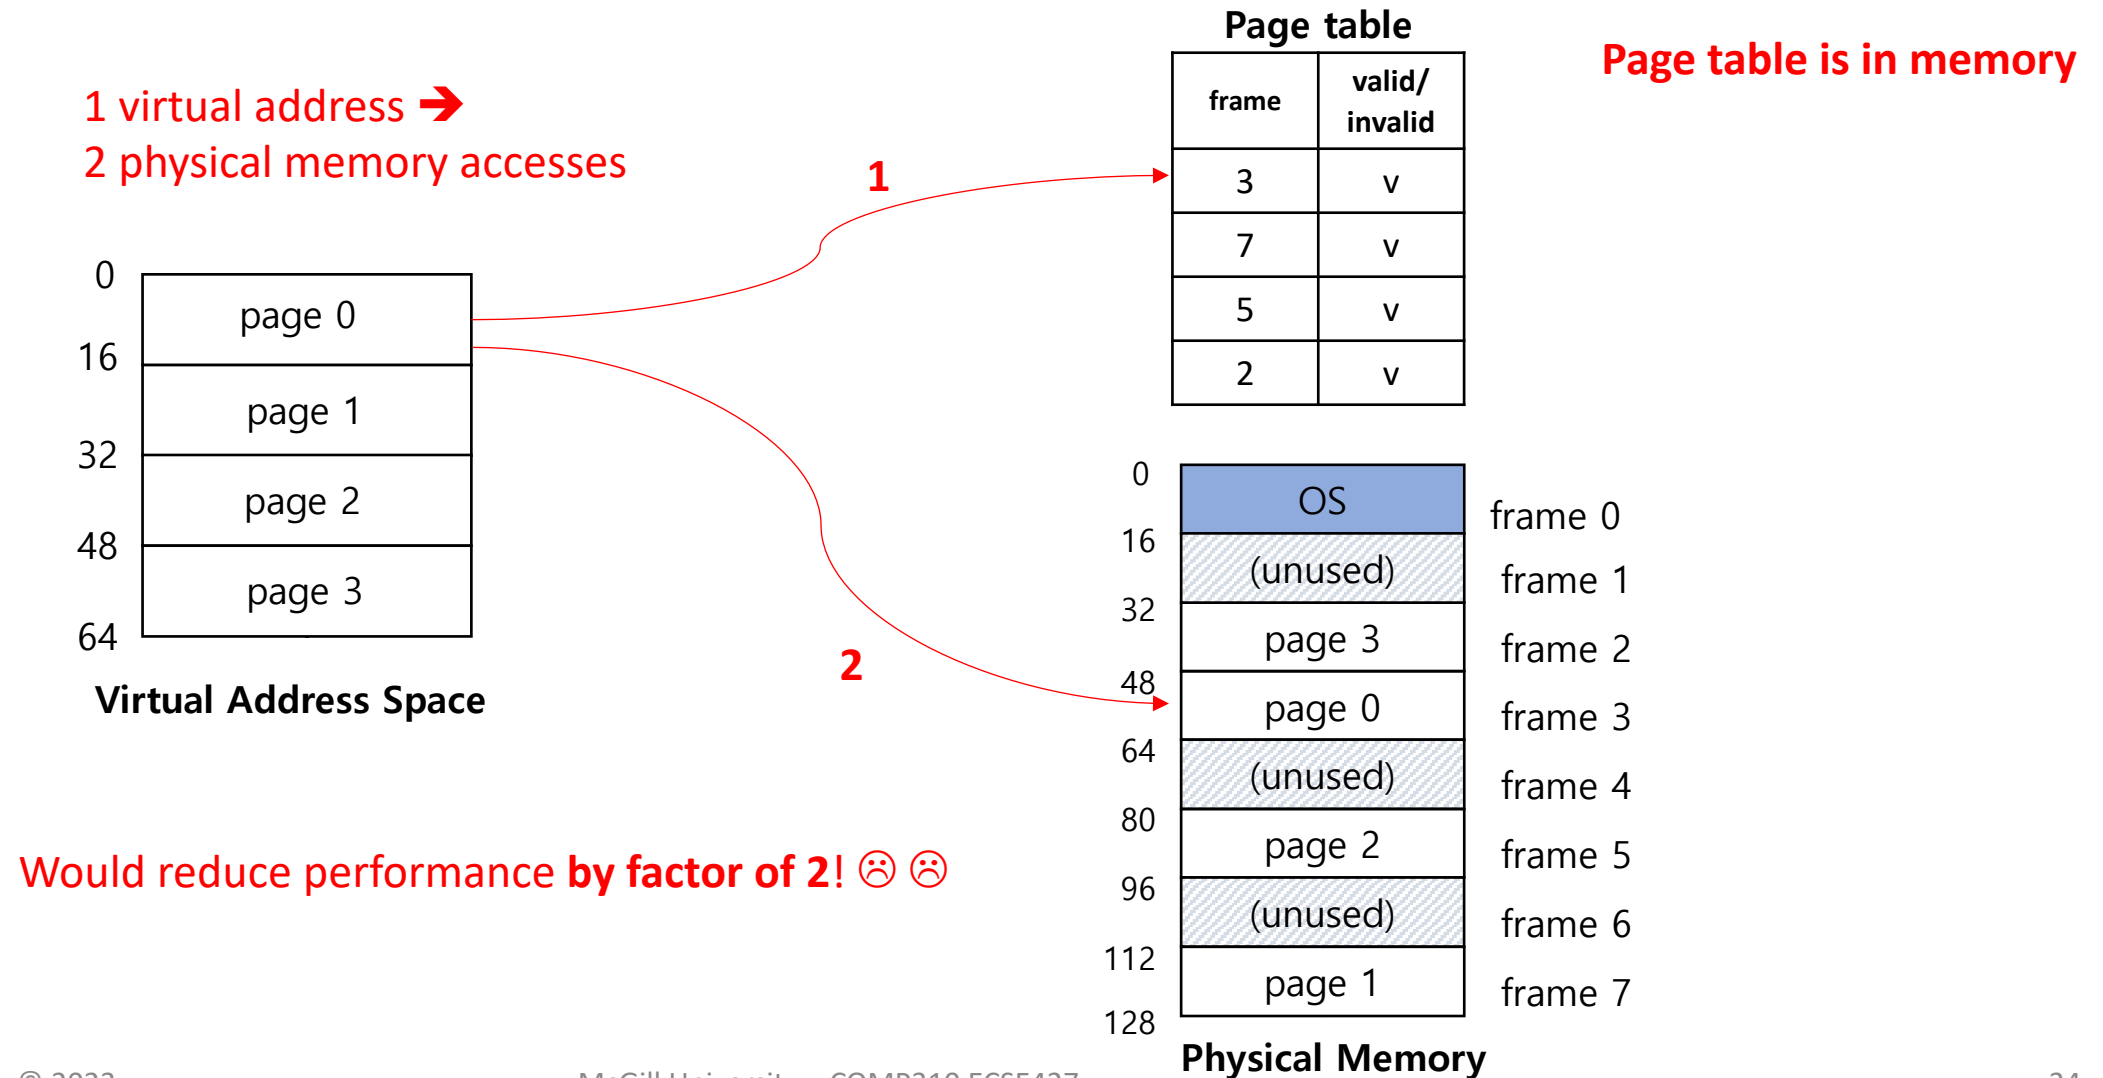 Page table
Page table is in memory
1 virtual address ➔
2 physical memory accesses
frame
valid/
invalid
3 v
7 v
5 v
2 v
1
0
page 0
16
page 1
32
page 2
48
page 3
64
Virtual Address Space
2
0
OS
frame 0
16
(unused)
frame 1
32
page 3
frame 2
48
page 0
frame 3
64
(unused)
frame 4
80
page 2
frame 5
96
(unused)
frame 6
112
page 1
frame 7
128
Physical Memory
Would reduce performance by factor of 2! ☹ ☹